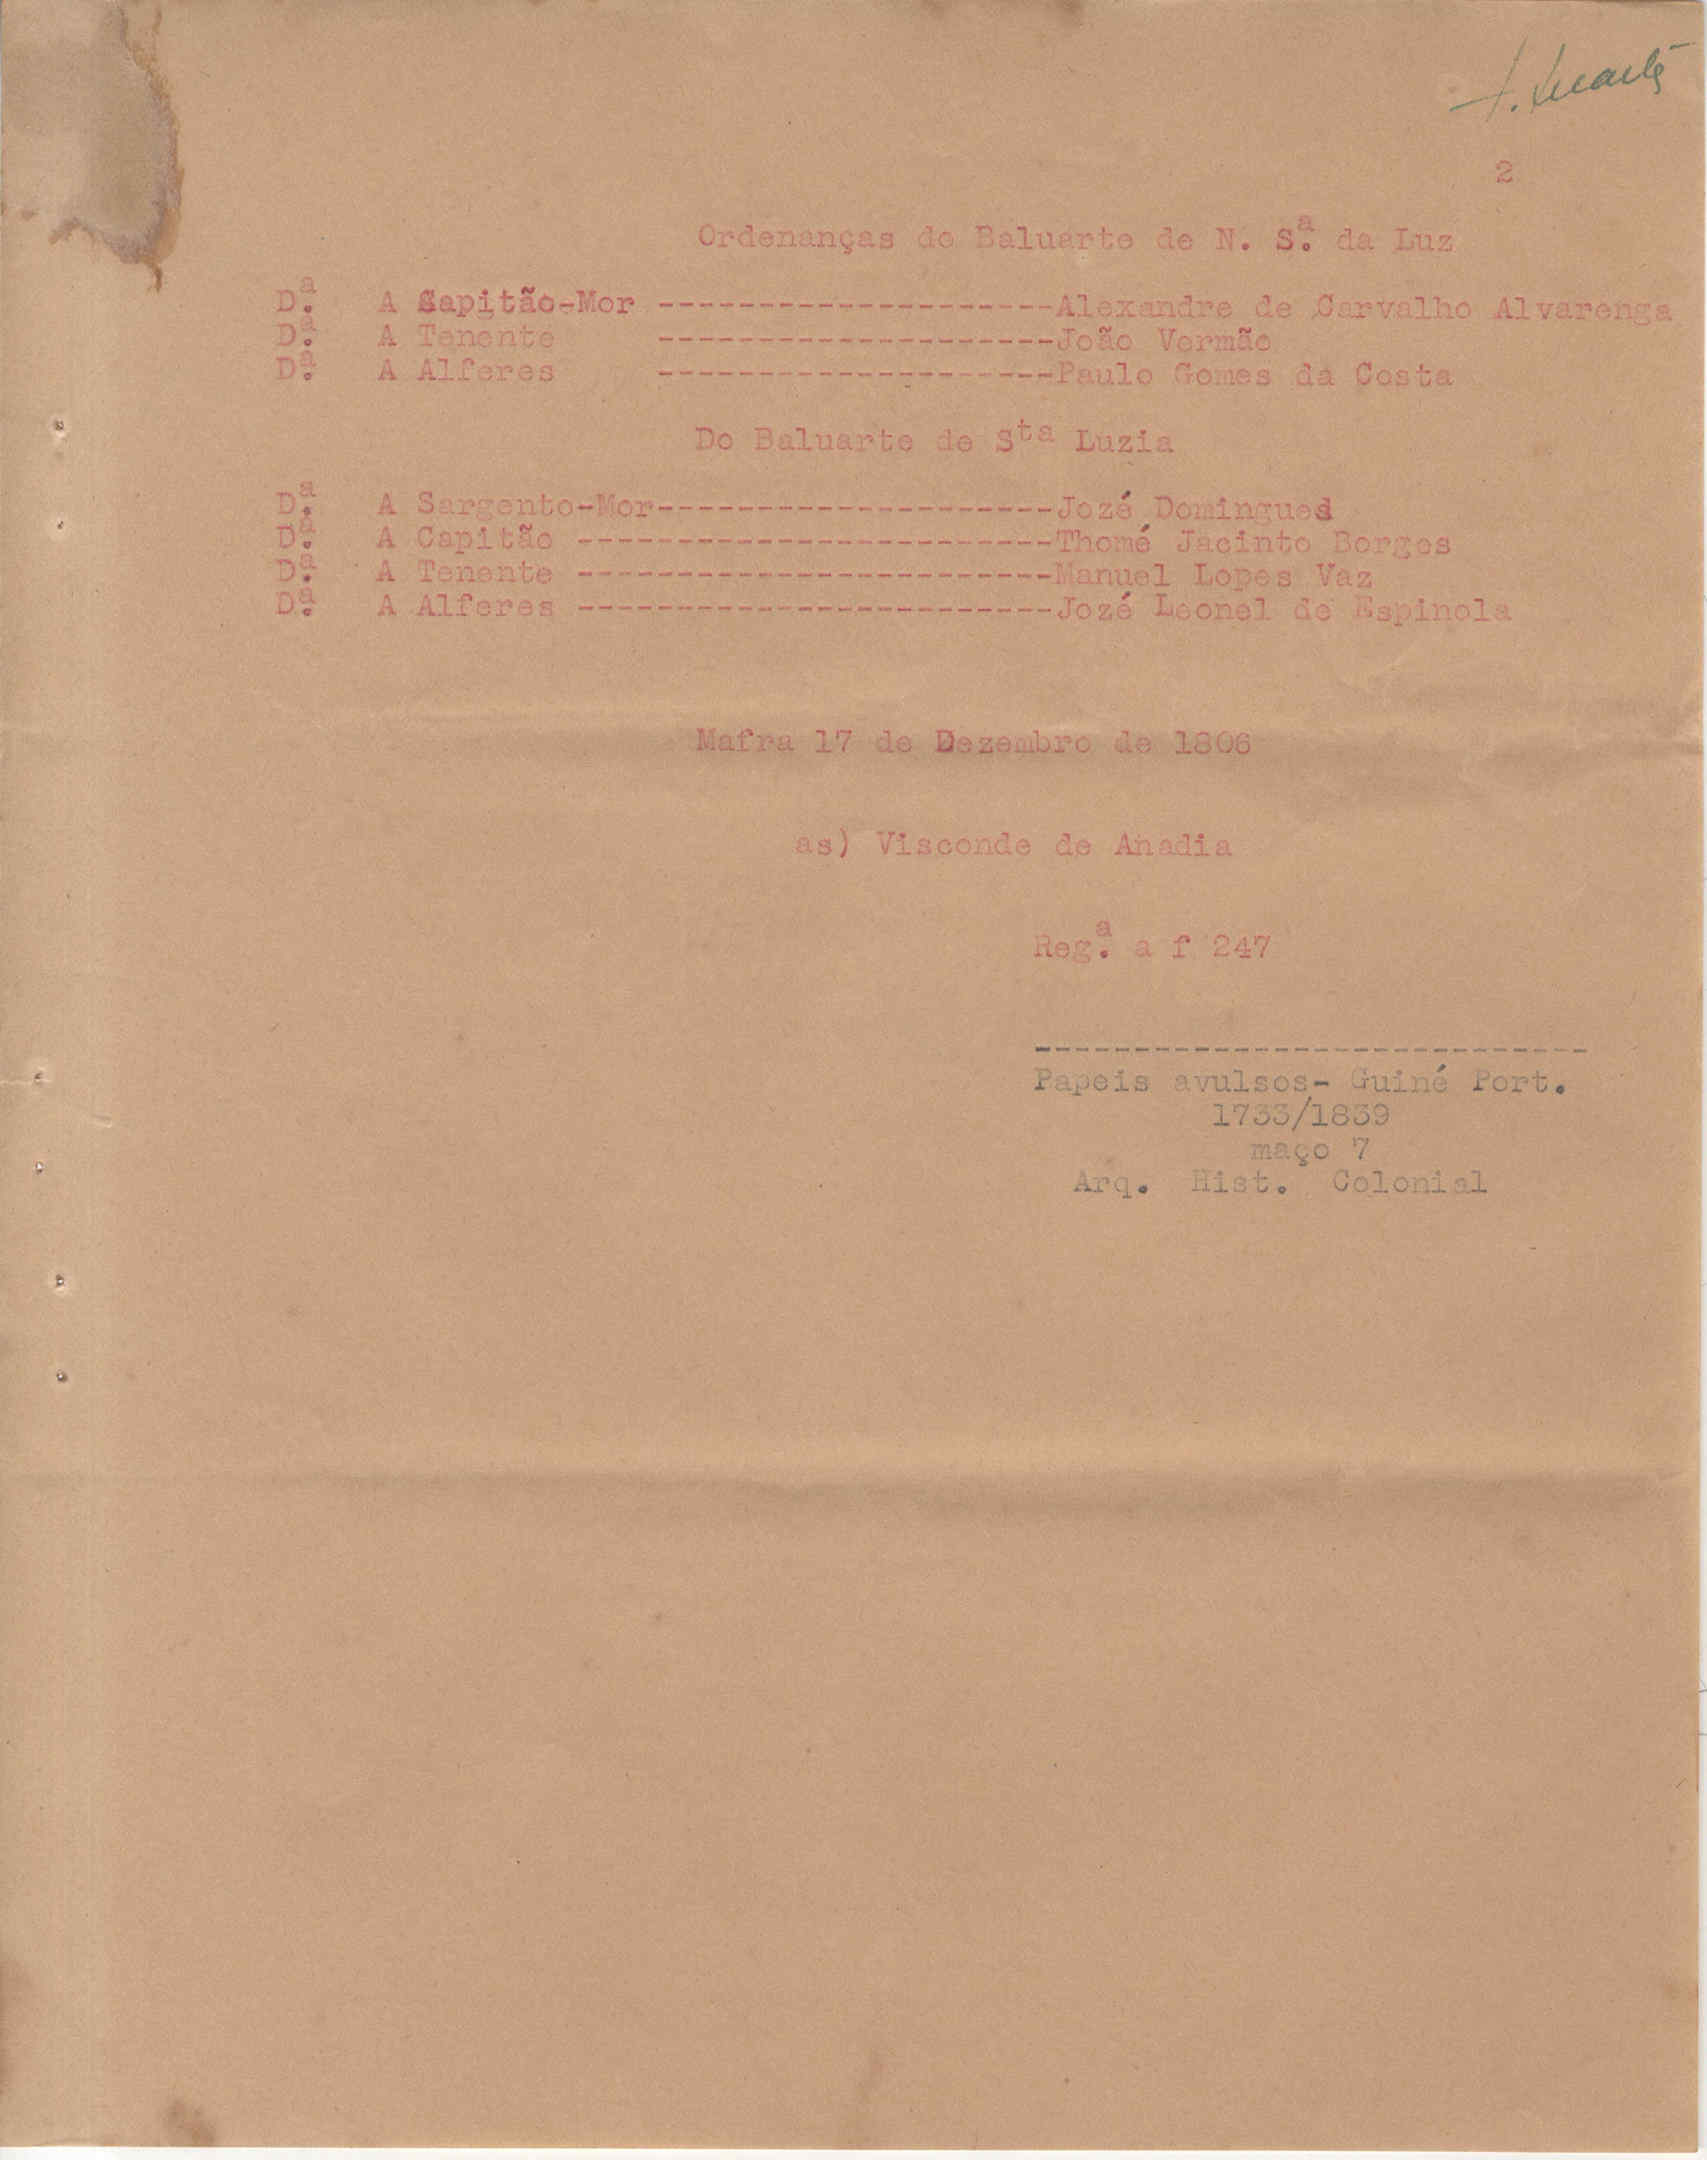 2
Ordenanças do Baluarte de N. Sª. da Luz
Dª. A Capitão-Mor --------------------Alexandre de Carvalho Alvarenga
Dª. A Tenente --------------------João Vermão
Dª. A Alferes --------------------Paulo Gomes da Costa
Do Baluarte de Sta Luzia
Dª. A Sargento-Mor--------------------Jozé Domingues
Dª. A Capitão ------------------------Thomé Jacinto Borges
Dª. A Tenente ------------------------Manuel Lopes Vaz
Dª. A Alferes ------------------------Jozé Leonel de Espinola
Mafra 17 de Dezembro de 1806
as) Visconde de Anadia
Regª. a f 247
----------------------------
Papeis avulsos- Guiné Port.
1733/1839
maço 7
Arq. Hist. Colonial